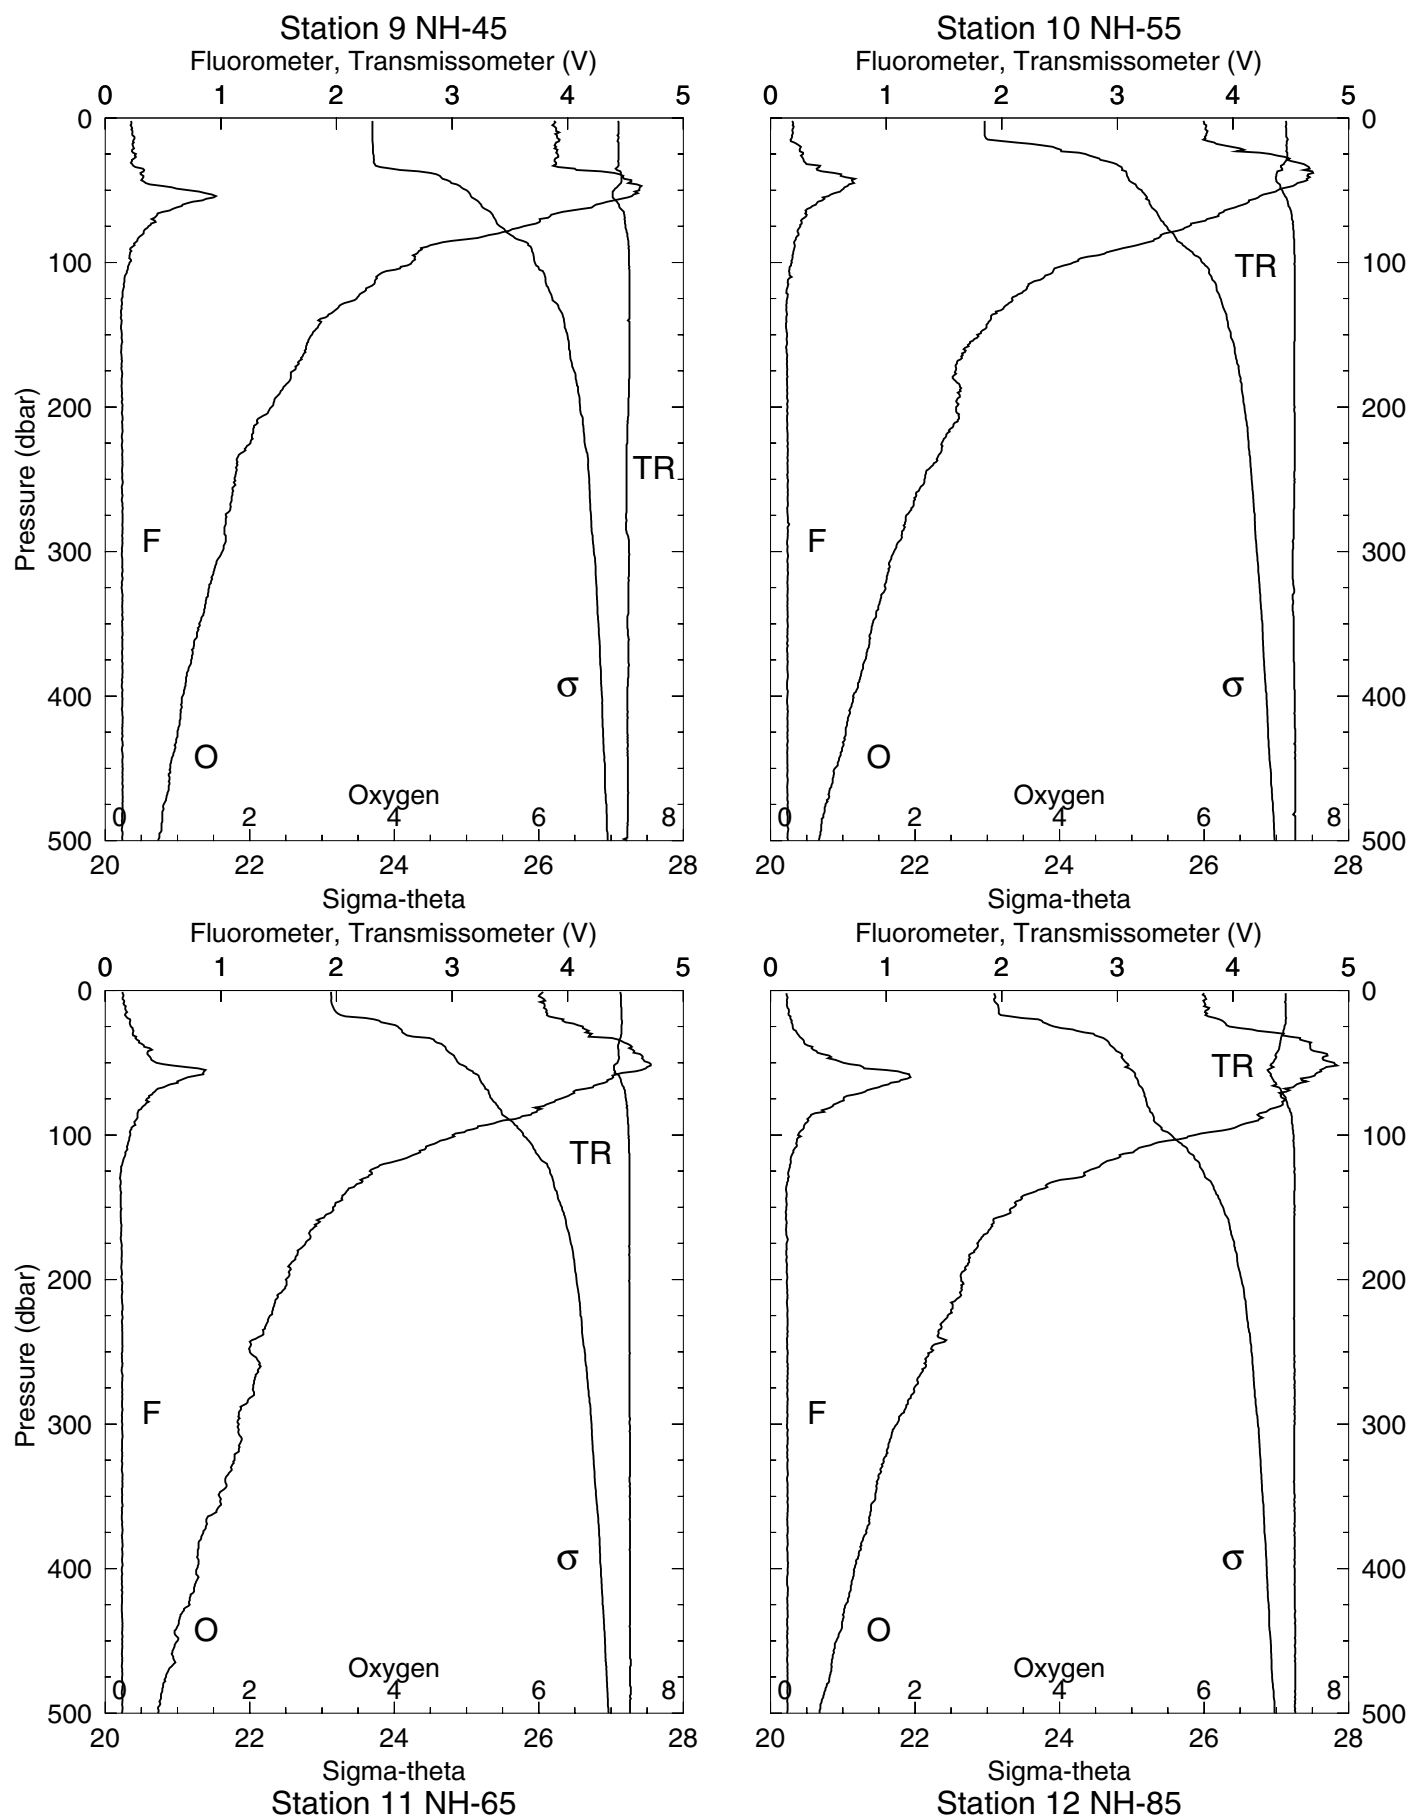 Station 9 NH-45
Fluorometer, Transmissometer (V)
0 1 2 3 4 5
0
100
200
300
400
500
Pressure (dbar)
TR
F
σ
O
Oxygen
0 2 4 6 8
20 22 24 26 28
Sigma-theta
Station 10 NH-55
Fluorometer, Transmissometer (V)
0 1 2 3 4 5
0
100
200
300
400
500
TR
F
σ
O
Oxygen
0 2 4 6 8
20 22 24 26 28
Sigma-theta
Fluorometer, Transmissometer (V)
0 1 2 3 4 5
0
100
200
300
400
500
Pressure (dbar)
TR
F
σ
O
Oxygen
0 2 4 6 8
20 22 24 26 28
Sigma-theta
Station 11 NH-65
Fluorometer, Transmissometer (V)
0 1 2 3 4 5
0
100
200
300
400
500
TR
F
σ
O
Oxygen
0 2 4 6 8
20 22 24 26 28
Sigma-theta
Station 12 NH-85